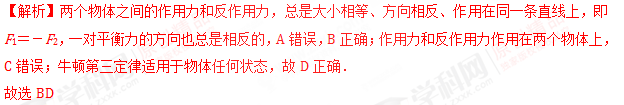 【解析】两个物体之间的作用力和反作用力，总是大小相等、方向相反、作用在同一条直线上，即
F₁＝－F₂，一对平衡力的方向也总是相反的，A 错误，B 正确；作用力和反作用力作用在两个物体上，
C 错误；牛顿第三定律适用于物体任何状态，故 D 正确．
故选 BD